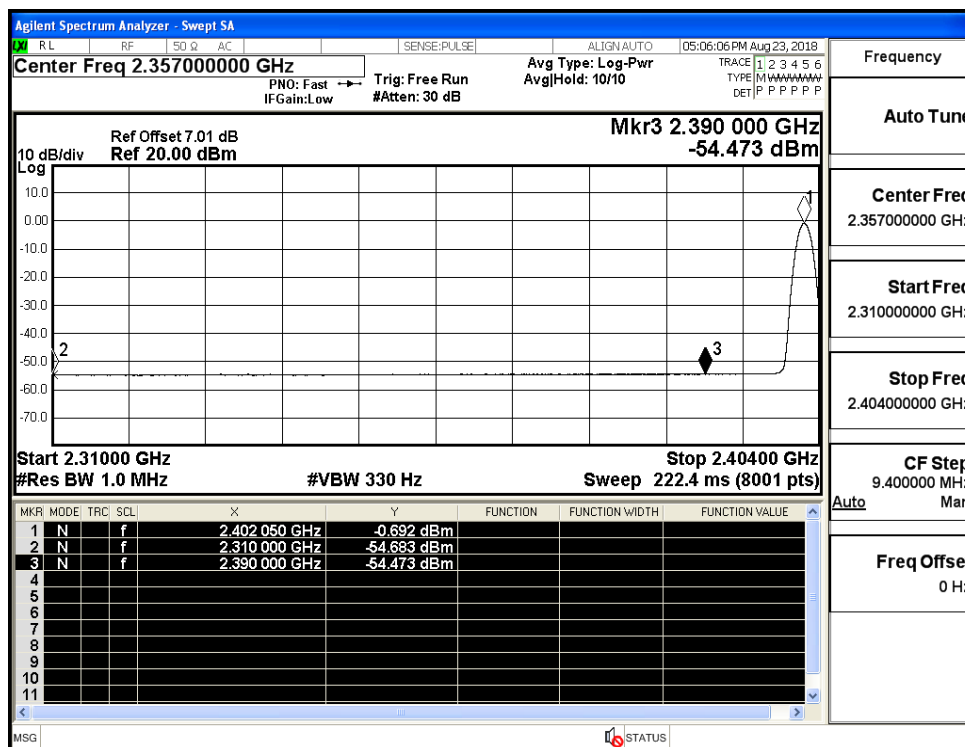 Agilent Spectrum Analyzer - Swept SA
LXI RL RF 50 Ω AC SENSE:PULSE ALIGN AUTO 05:06:06 PM Aug 23, 2018
Center Freq 2.357000000 GHz
PNO: Fast
IFGain:Low
Trig: Free Run
#Atten: 30 dB
Avg Type: Log-Pwr
Avg|Hold: 10/10
TRACE 1 2 3 4 5 6
TYPE M WWWWW
DET P P P P P P
Ref Offset 7.01 dB
Ref 20.00 dBm
10 dB/div
Log
Mkr3 2.390 000 GHz
-54.473 dBm
10.0
0.00
-10.0
-20.0
-30.0
-40.0
-50.0
-60.0
-70.0
1
2
3
Start 2.31000 GHz
Stop 2.40400 GHz
#Res BW 1.0 MHz #VBW 330 Hz Sweep 222.4 ms (8001 pts)
MKR MODE TRC SCL X Y FUNCTION FUNCTION WIDTH FUNCTION VALUE
1 N f 2.402 050 GHz -0.692 dBm
2 N f 2.310 000 GHz -54.683 dBm
3 N f 2.390 000 GHz -54.473 dBm
4
5
6
7
8
9
10
11
MSG STATUS
Frequency
Auto Tune
Center Freq
2.357000000 GHz
Start Freq
2.310000000 GHz
Stop Freq
2.404000000 GHz
CF Step
9.400000 MHz
Auto Man
Freq Offset
0 Hz